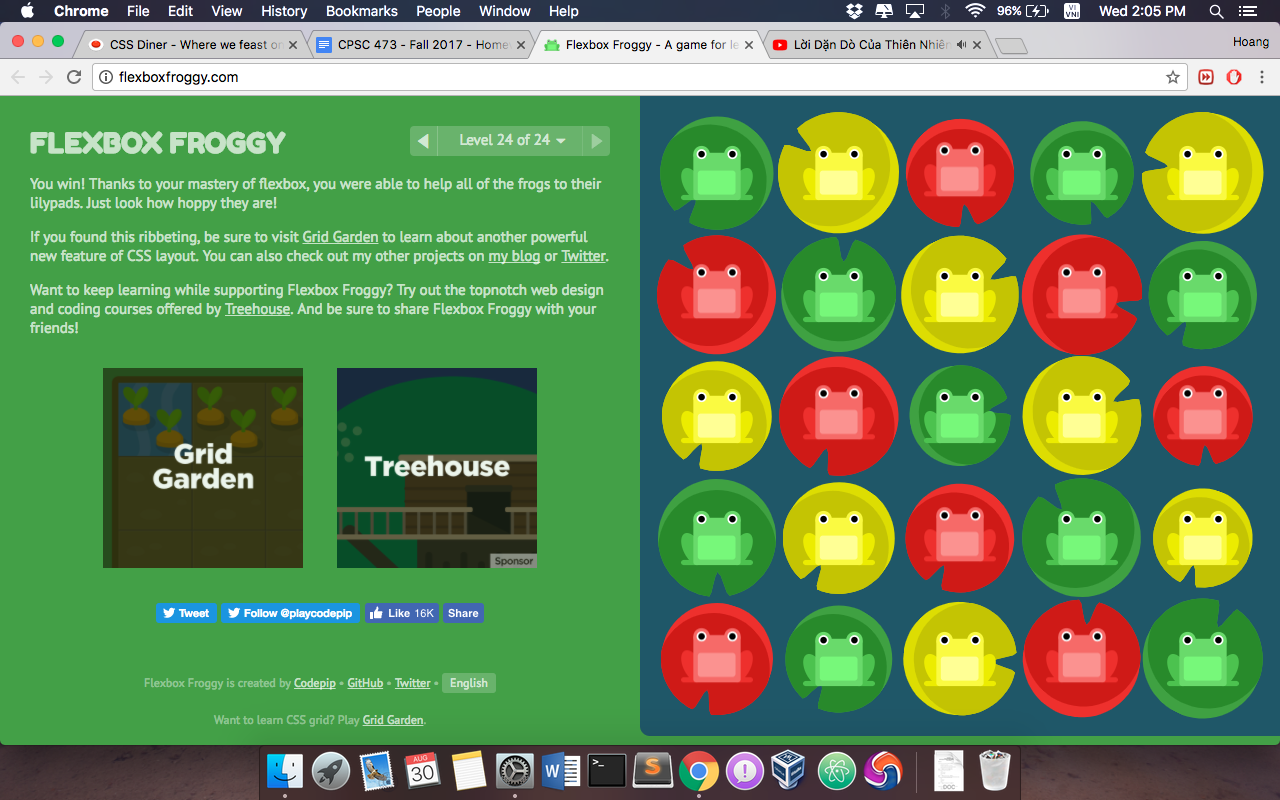 Chrome File Edit View History Bookmarks People Window Help 96% VI VNI Wed 2:05 PM
CSS Diner - Where we feast on CPSC 473 - Fall 2017 - Home Flexbox Froggy - A game for le Lời Dặn Dò Của Thiên Nhiên Hoang
flexboxfroggy.com
FLEXBOX FROGGY
Level 24 of 24
You win! Thanks to your mastery of flexbox, you were able to help all of the frogs to their
lilypads. Just look how hoppy they are!
If you found this ribbeting, be sure to visit Grid Garden to learn about another powerful
new feature of CSS layout. You can also check out my other projects on my blog or Twitter.
Want to keep learning while supporting Flexbox Froggy? Try out the topnotch web design
and coding courses offered by Treehouse. And be sure to share Flexbox Froggy with your
friends!
Grid
Garden
Treehouse
Sponsor
Tweet Follow @playcodepip Like 16K Share
Flexbox Froggy is created by Codepip • GitHub • Twitter • English
Want to learn CSS grid? Play Grid Garden.
AUG
30
W
>_
S
DOC